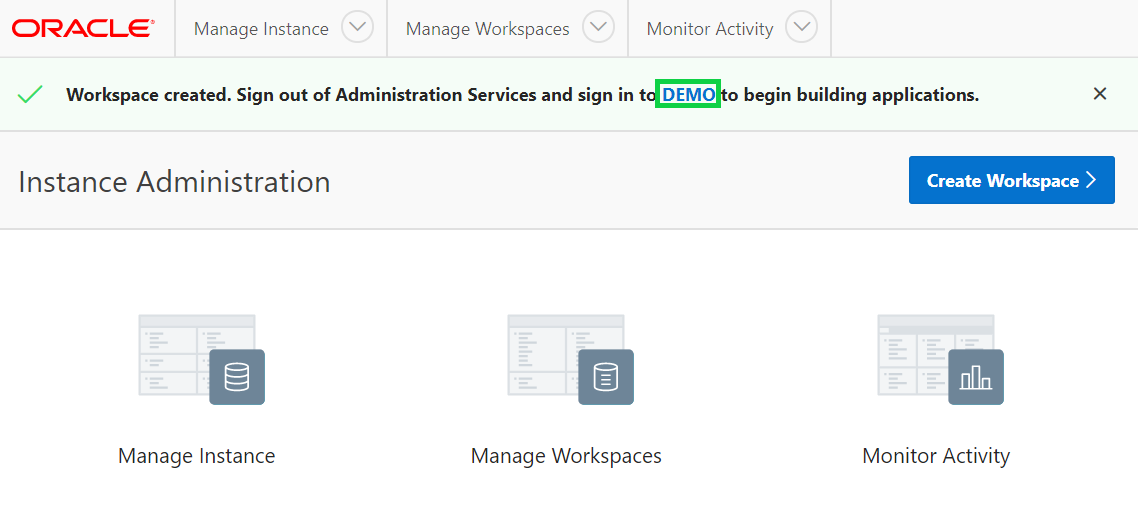 ORACLE Manage Instance Manage Workspaces Monitor Activity
Workspace created. Sign out of Administration Services and sign in to DEMO to begin building applications.
Instance Administration Create Workspace
Manage Instance Manage Workspaces Monitor Activity